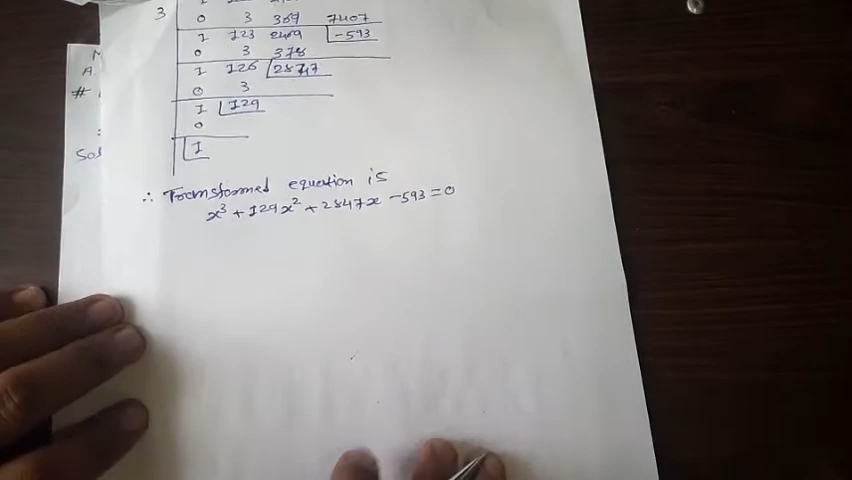 3
0 3 369 7407
1 123 2469 -593
0 3 378
1 126 2847
0 3
1 129
0
1
#
Sol
∴ Transformed equation is
x³ + 129x² + 2847x - 593 = 0